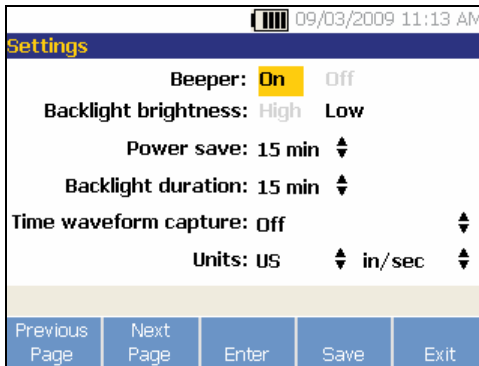 09/03/2009 11:13 AM
Settings
Beeper: On Off
Backlight brightness: High Low
Power save: 15 min
Backlight duration: 15 min
Time waveform capture: Off
Units: US in/sec
Previous Page Next Page Enter Save Exit